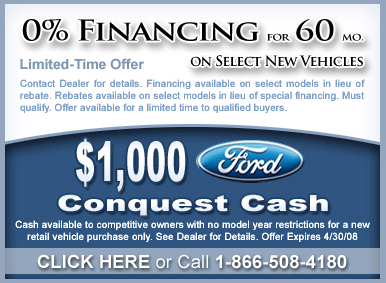 0% FINANCING FOR 60 MO.
ON SELECT NEW VEHICLES
Limited-Time Offer
Contact Dealer for details. Financing available on select models in lieu of
rebate. Rebates available on select models in lieu of special financing. Must
qualify. Offer available for a limited time to qualified buyers.
$1,000 Ford
Conquest Cash
Cash available to competitive owners with no model year restrictions for a new
retail vehicle purchase only. See Dealer for Details. Offer Expires 4/30/08
CLICK HERE or Call 1-866-508-4180